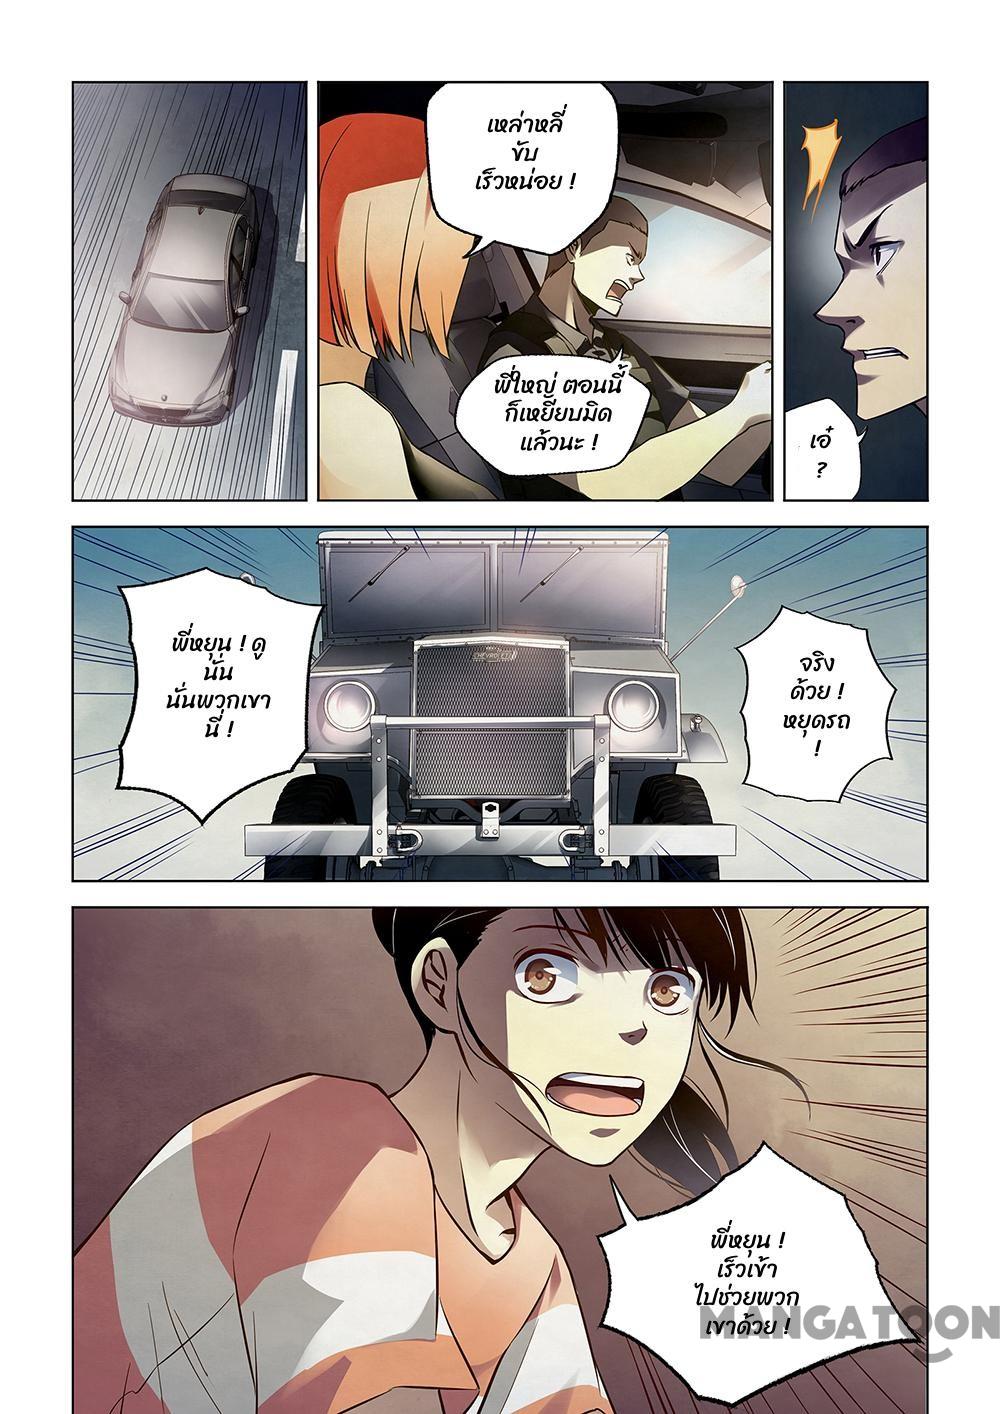 เหล่าหลี่
ขับ
เร็วหน่อย !
พี่ใหญ่ ตอนนี้
ก็เหยียบมิด
แล้วนะ !
เอ๋
?
พี่หยุน ! ดู
นั่น
นั่นพวกเขา
นี่ !
CHEVROLET
จริง
ด้วย !
หยุดรถ
!
พี่หยุน !
เร็วเข้า
ไปช่วยพวก
เขาด้วย !
MANGATOON